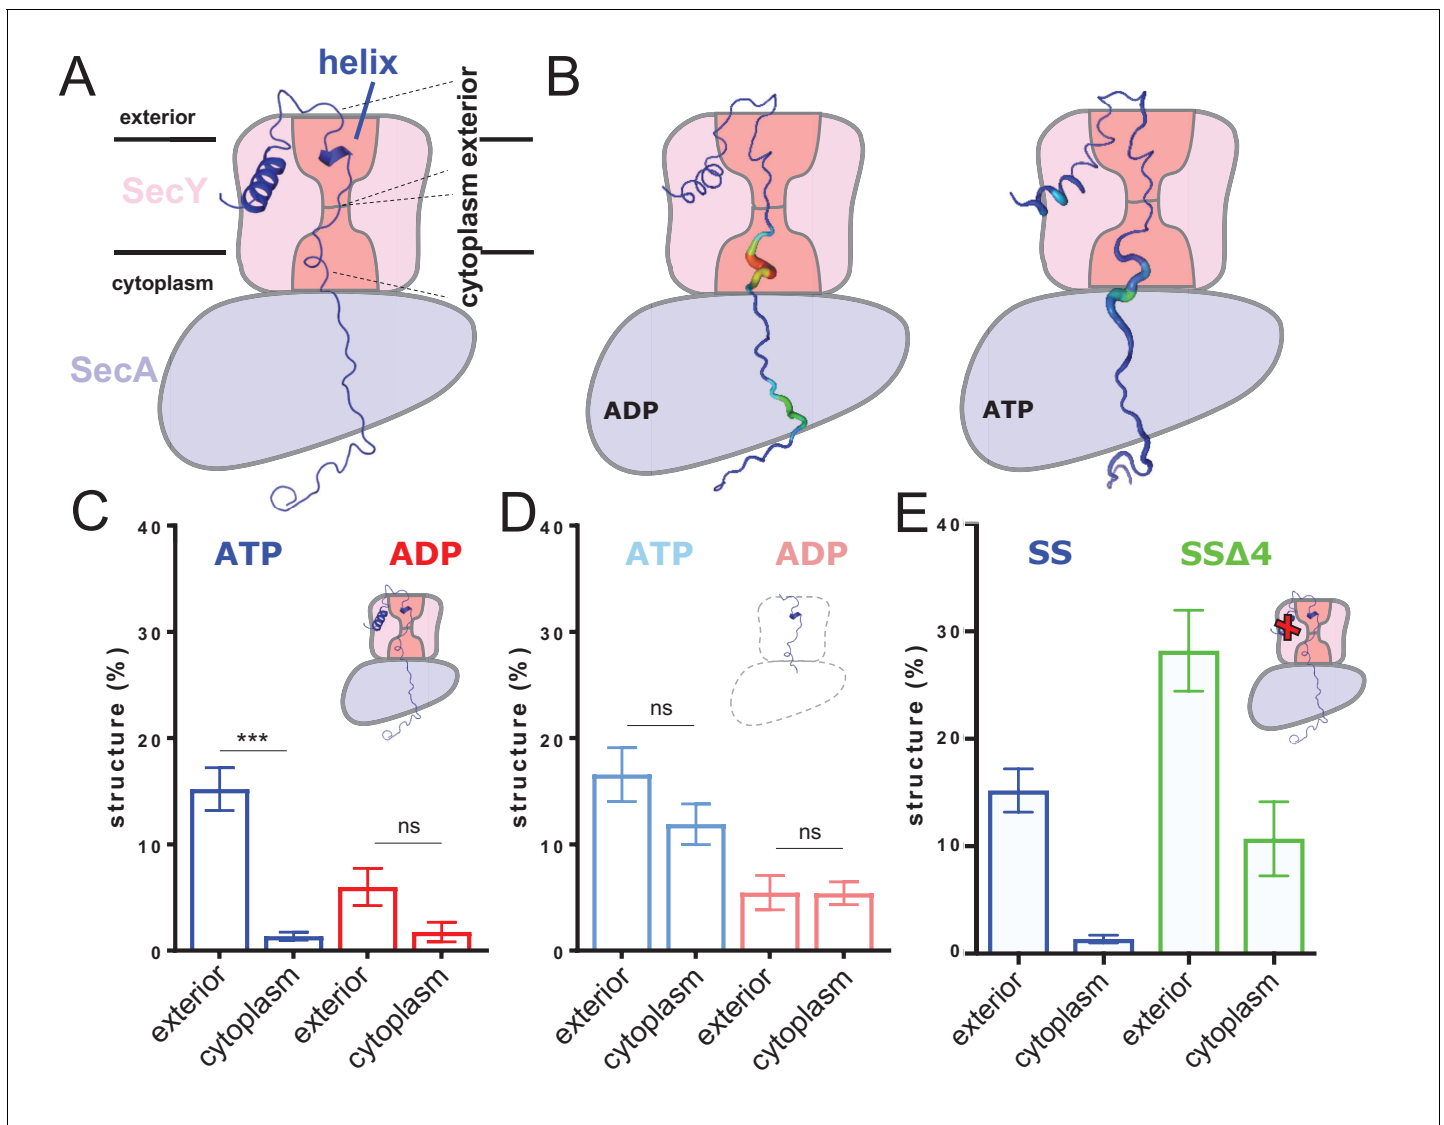 A
helix
exterior
SecY
cytoplasm
SecA
cytoplasm exterior
B
ADP
ATP
C
structure (%)
40
30
20
10
0
ATP
ADP
***
ns
exterior
cytoplasm
exterior
cytoplasm
D
structure (%)
40
30
20
10
0
ATP
ADP
ns
ns
exterior
cytoplasm
exterior
cytoplasm
E
structure (%)
40
30
20
10
0
SS
SSΔ4
exterior
cytoplasm
exterior
cytoplasm